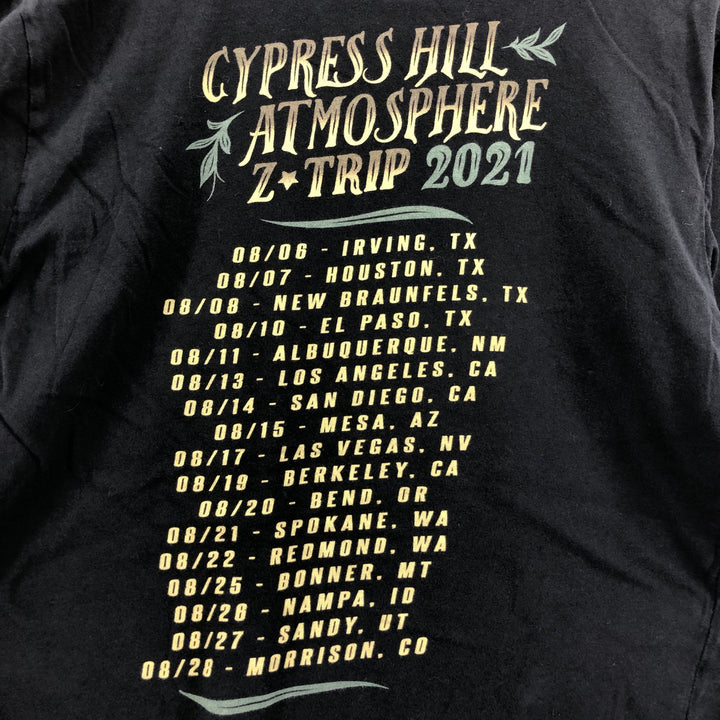 CYPRESS HILL
ATMOSPHERE
Z★TRIP 2021
08/06 - IRVING, TX
08/07 - HOUSTON, TX
08/08 - NEW BRAUNFELS, TX
08/10 - EL PASO, TX
08/11 - ALBUQUERQUE, NM
08/13 - LOS ANGELES, CA
08/14 - SAN DIEGO, CA
08/15 - MESA, AZ
08/17 - LAS VEGAS, NV
08/19 - BERKELEY, CA
08/20 - BEND, OR
08/21 - SPOKANE, WA
08/22 - REDMOND, WA
08/25 - BONNER, MT
08/26 - NAMPA, ID
08/27 - SANDY, UT
08/28 - MORRISON, CO